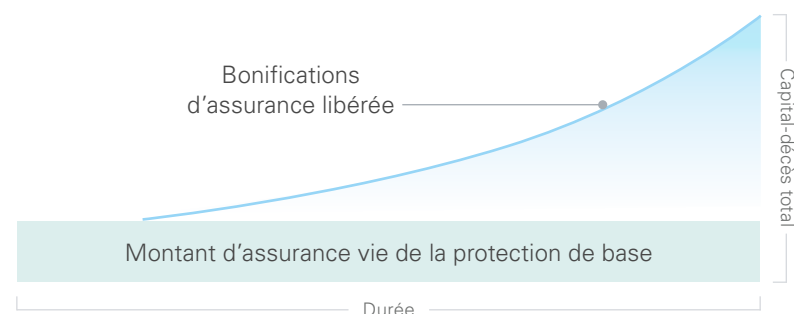 Bonifications
d’assurance libérée
Capital-décès total
Montant d’assurance vie de la protection de base
Durée